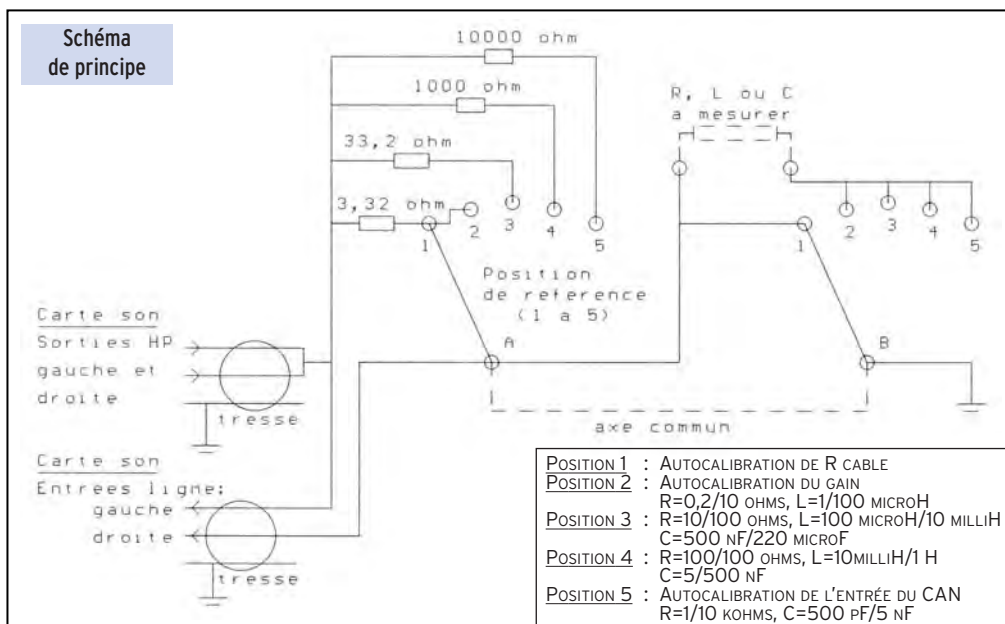 Schéma
de principe
10000 ohm
1000 ohm
33,2 ohm
3,32 ohm
1
2
3
4
5
R, L ou C
a mesurer
1
2
3
4
5
Position
de reference
(1 a 5)
A
B
axe commun
Carte son
Sorties HP
gauche et
droite
tresse
Carte son
Entrees ligne:
gauche
droite
tresse
POSITION 1 : AUTOCALIBRATION DE R CABLE
POSITION 2 : AUTOCALIBRATION DU GAIN
R=0,2/10 OHMS, L=1/100 MICROH
POSITION 3 : R=10/100 OHMS, L=100 MICROH/10 MILLIH
C=500 NF/220 MICROF
POSITION 4 : R=100/100 OHMS, L=10MILLIH/1 H
C=5/500 NF
POSITION 5 : AUTOCALIBRATION DE L'ENTRÉE DU CAN
R=1/10 KOHMS, C=500 PF/5 NF